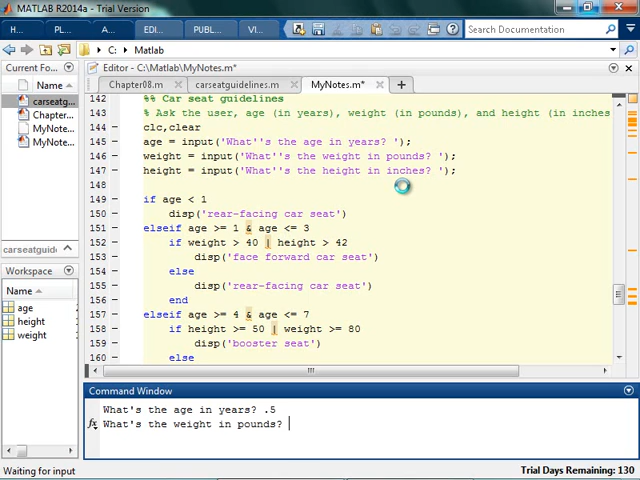 MATLAB R2014a - Trial Version
H...
PL...
A...
EDI...
PUBL...
VI...
Search Documentation
C:
Matlab
Current Fo...
Editor - C:\Matlab\MyNotes.m*
Name
Chapter08.m
carseatguidelines.m
MyNotes.m*
carseatg...
Chapter...
MyNote...
MyNote...
142
%% Car seat guidelines
143
% Ask the user, age (in years), weight (in pounds), and height (in inches
144
clc,clear
145
age = input('What''s the age in years? ');
146
weight = input('What''s the weight in pounds? ');
147
height = input('What''s the height in inches? ');
148
149
if age < 1
150
disp('rear-facing car seat')
151
elseif age >= 1 & age <= 3
152
if weight > 40 | height > 42
153
disp('face forward car seat')
154
else
155
disp('rear-facing car seat')
156
end
157
elseif age >= 4 & age <= 7
158
if height >= 50 | weight >= 80
159
disp('booster seat')
160
else
carseatguidelin...
Workspace
Name
age
height
weight
Command Window
What's the age in years? .5
fx
What's the weight in pounds?
Waiting for input
Trial Days Remaining: 130